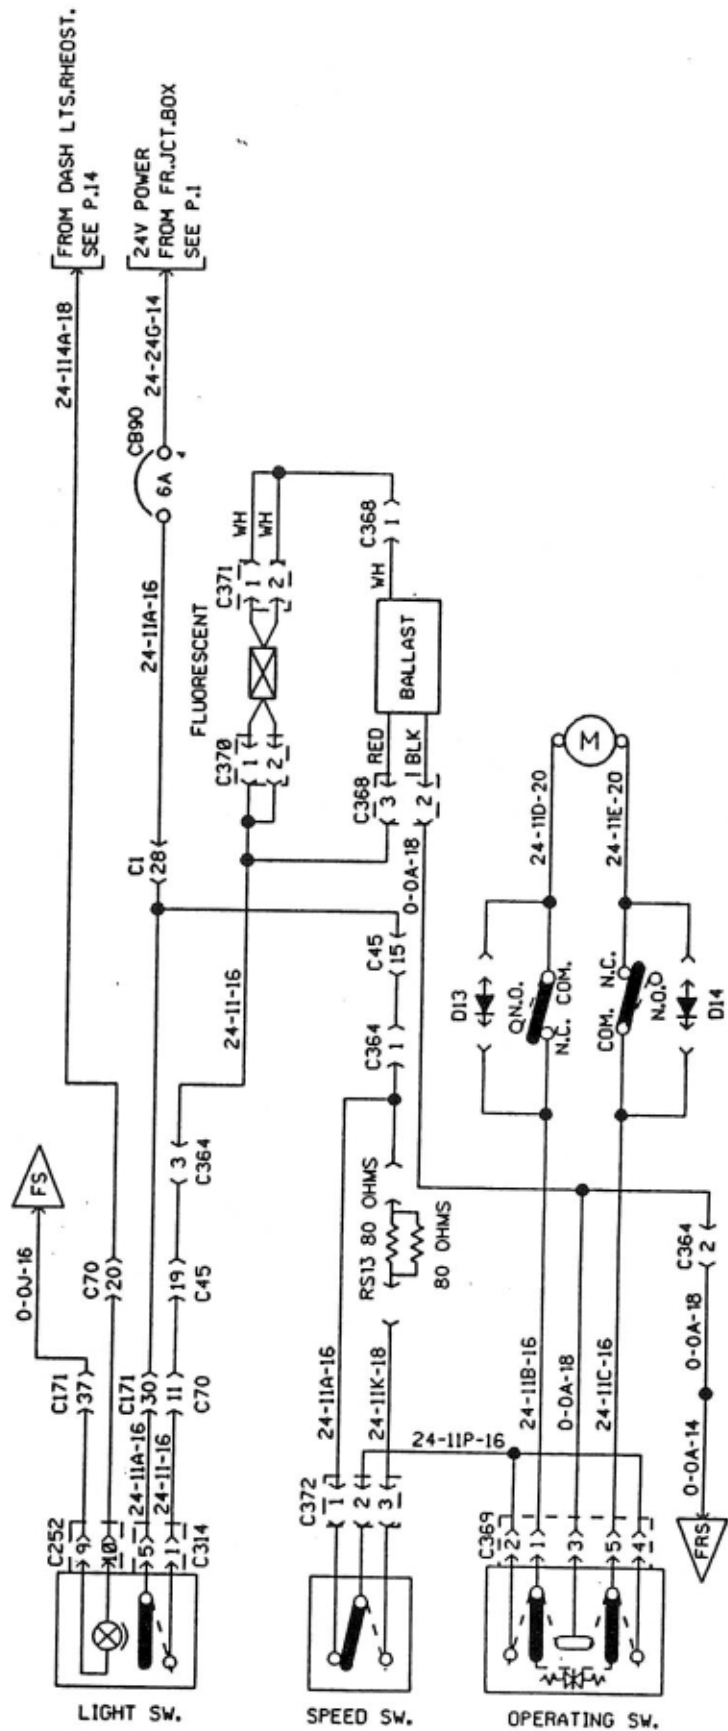 FROM DASH LTS.RHEOST.
SEE P.14
24V POWER
FROM FR.JCT.BOX
SEE P.1
24-114A-18
24-24G-14
CB90
6A
24-11A-16
C371
WH
1
WH
2
FLUORESCENT
C370
1
2
C368
1
WH
BALLAST
RED
BLK
C368
3
2
C1
28
0-0A-18
24-11-16
C45
15
C364
1
M
24-11D-20
24-11E-20
D13
N.O.
N.C. COM.
COM. N.C.
N.O.
D14
FS
0-0J-16
C70
20
3
C364
19
C45
C171
37
C171
30
11
C70
24-11A-16
24-11-16
C252
9
10
5
1
C314
LIGHT SW.
RS13 80 OHMS
80 OHMS
24-11A-16
24-11K-18
24-11P-16
C372
1
2
3
SPEED SW.
24-11B-16
0-0A-18
24-11C-16
C364
2
0-0A-18
0-0A-14
FRS
C369
2
1
3
5
4
OPERATING SW.